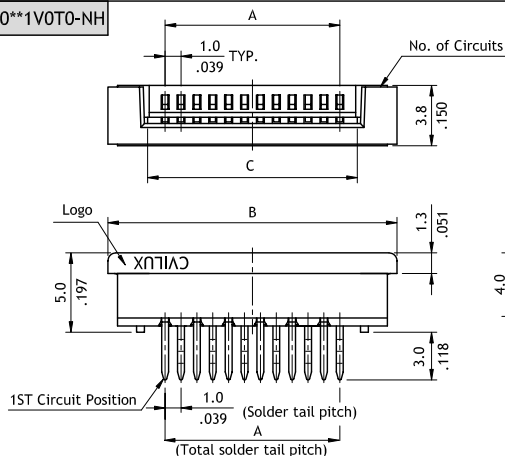 0**1V0T0-NH
A
1.0
.039
TYP.
No. of Circuits
3.8
.150
C
Logo
B
1.3
.051
CVILUX
5.0
.197
4.0
3.0
.118
1ST Circuit Position
1.0
.039
(Solder tail pitch)
A
(Total solder tail pitch)